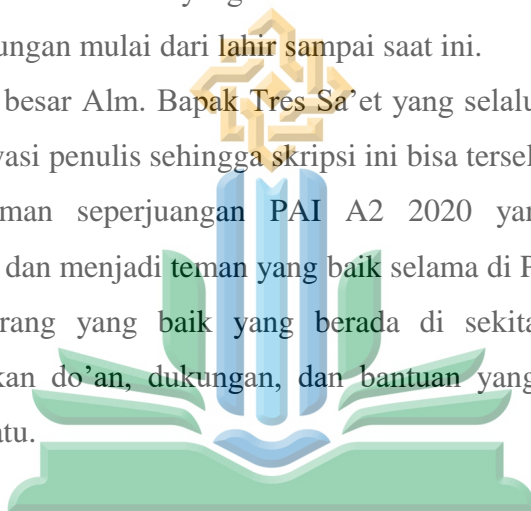 ungan mulai dari lahir sampai saat ini.
besar Alm. Bapak Tres Sa’et yang selalu
vasi penulis sehingga skripsi ini bisa tersel
man seperjuangan PAI A2 2020 yan
dan menjadi teman yang baik selama di P
rang yang baik yang berada di sekita
kan do’an, dukungan, dan bantuan yang
atu.